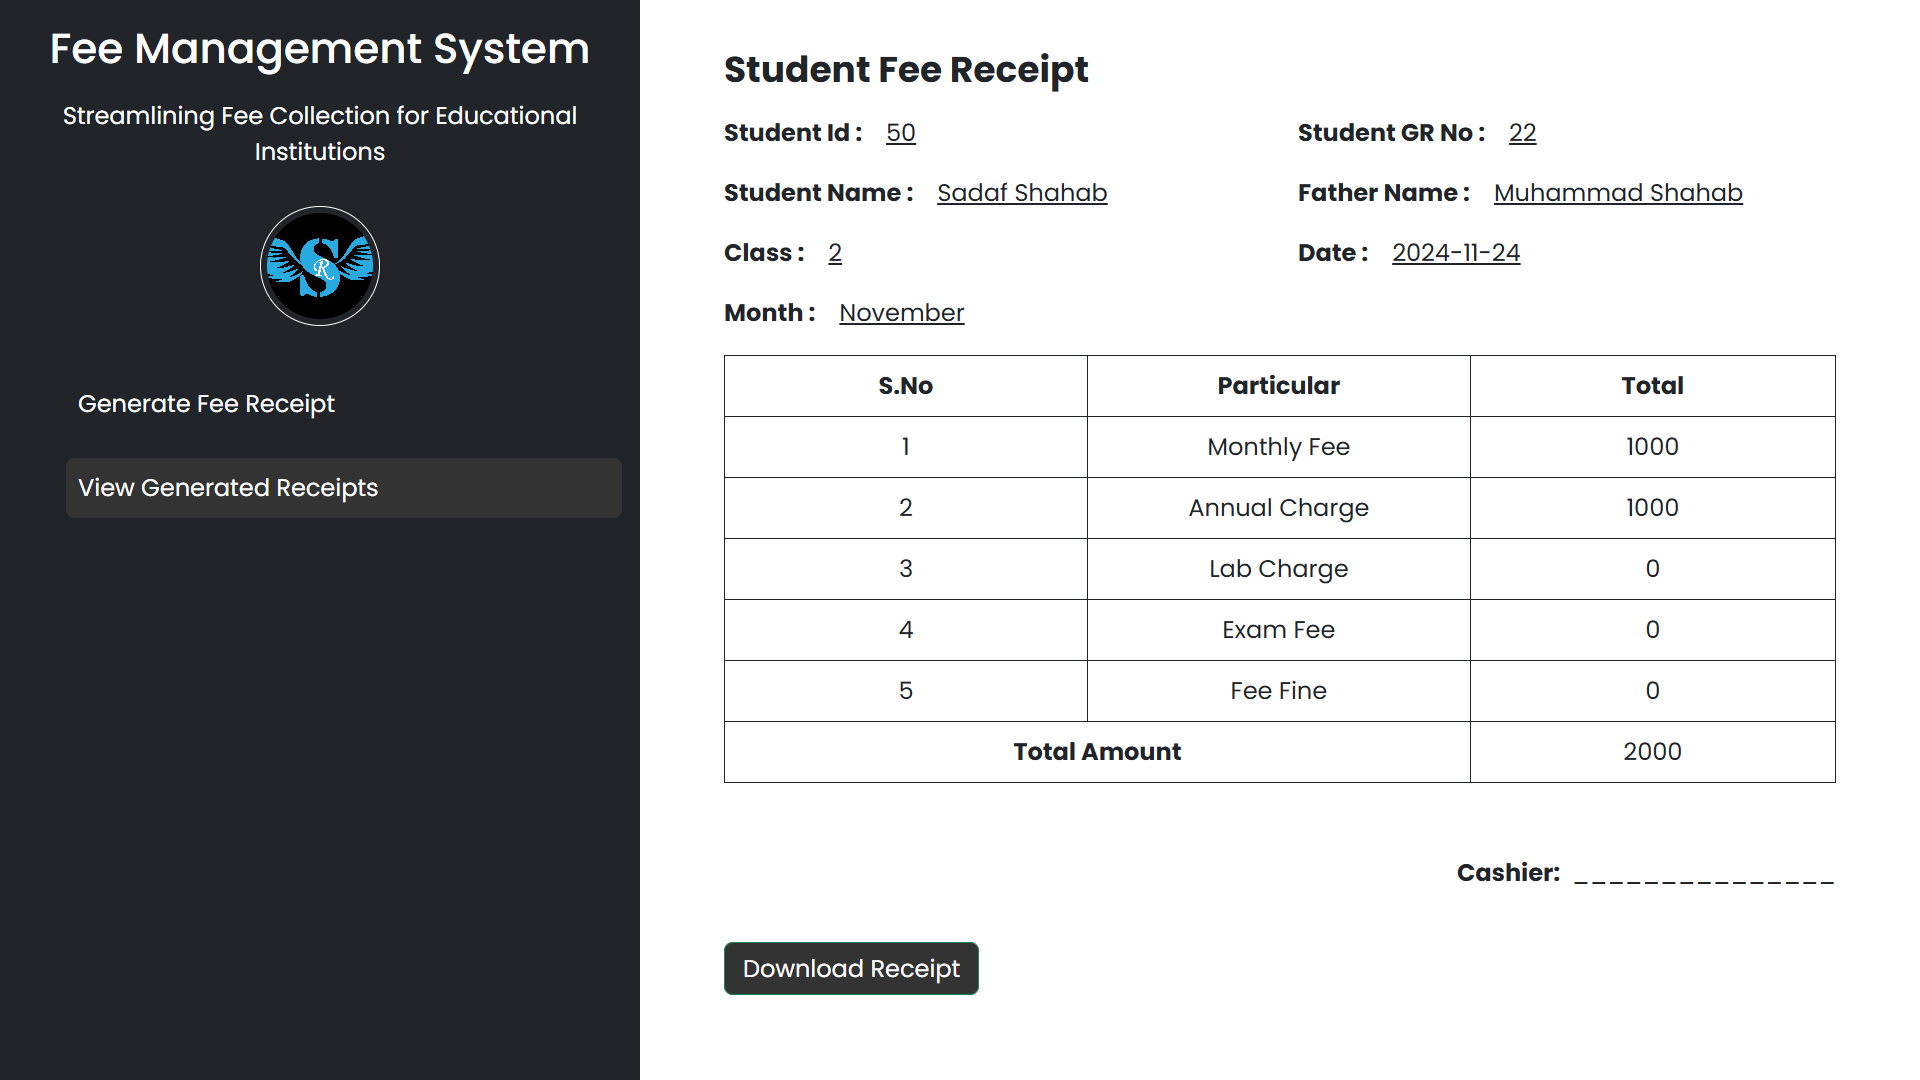 Fee Management System
Streamlining Fee Collection for Educational
Institutions
S
R
Generate Fee Receipt
View Generated Receipts
Student Fee Receipt
Student Id : 50 Student GR No : 22
Student Name : Sadaf Shahab Father Name : Muhammad Shahab
Class : 2 Date : 2024-11-24
Month : November
S.No Particular Total
1 Monthly Fee 1000
2 Annual Charge 1000
3 Lab Charge 0
4 Exam Fee 0
5 Fee Fine 0
Total Amount 2000
Cashier: _______________
Download Receipt